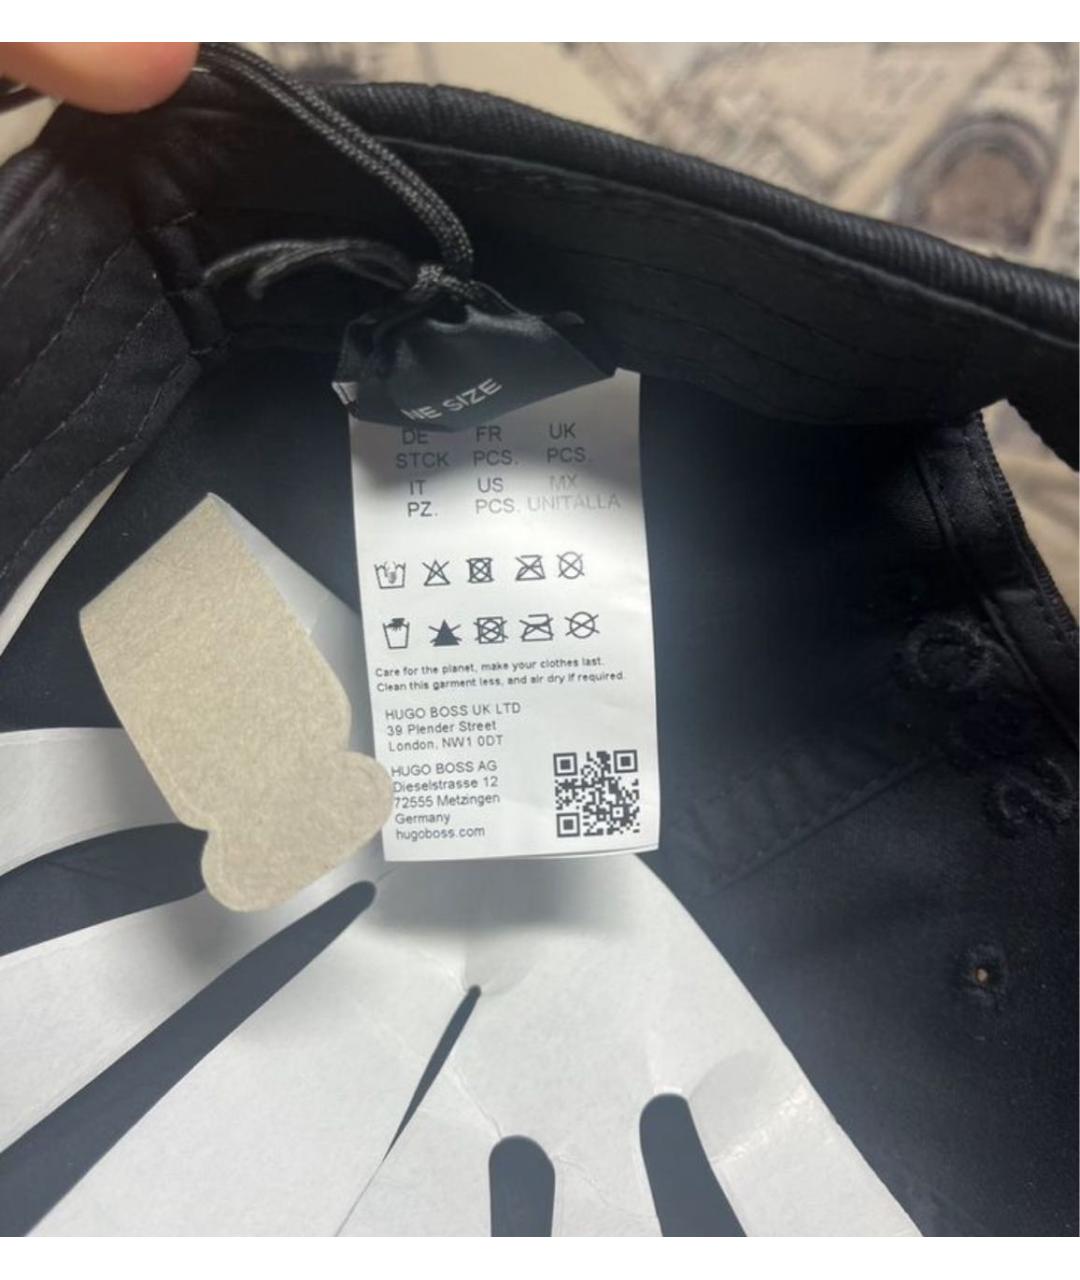 NE SIZE
DE FR UK
STCK PCS. PCS.
IT US MX
PZ. PCS. UNITALLA
Care for the planet, make your clothes last.
Clean this garment less, and air dry if required.
HUGO BOSS UK LTD
39 Plender Street
London, NW1 0DT
HUGO BOSS AG
Dieselstrasse 12
72555 Metzingen
Germany
hugoboss.com